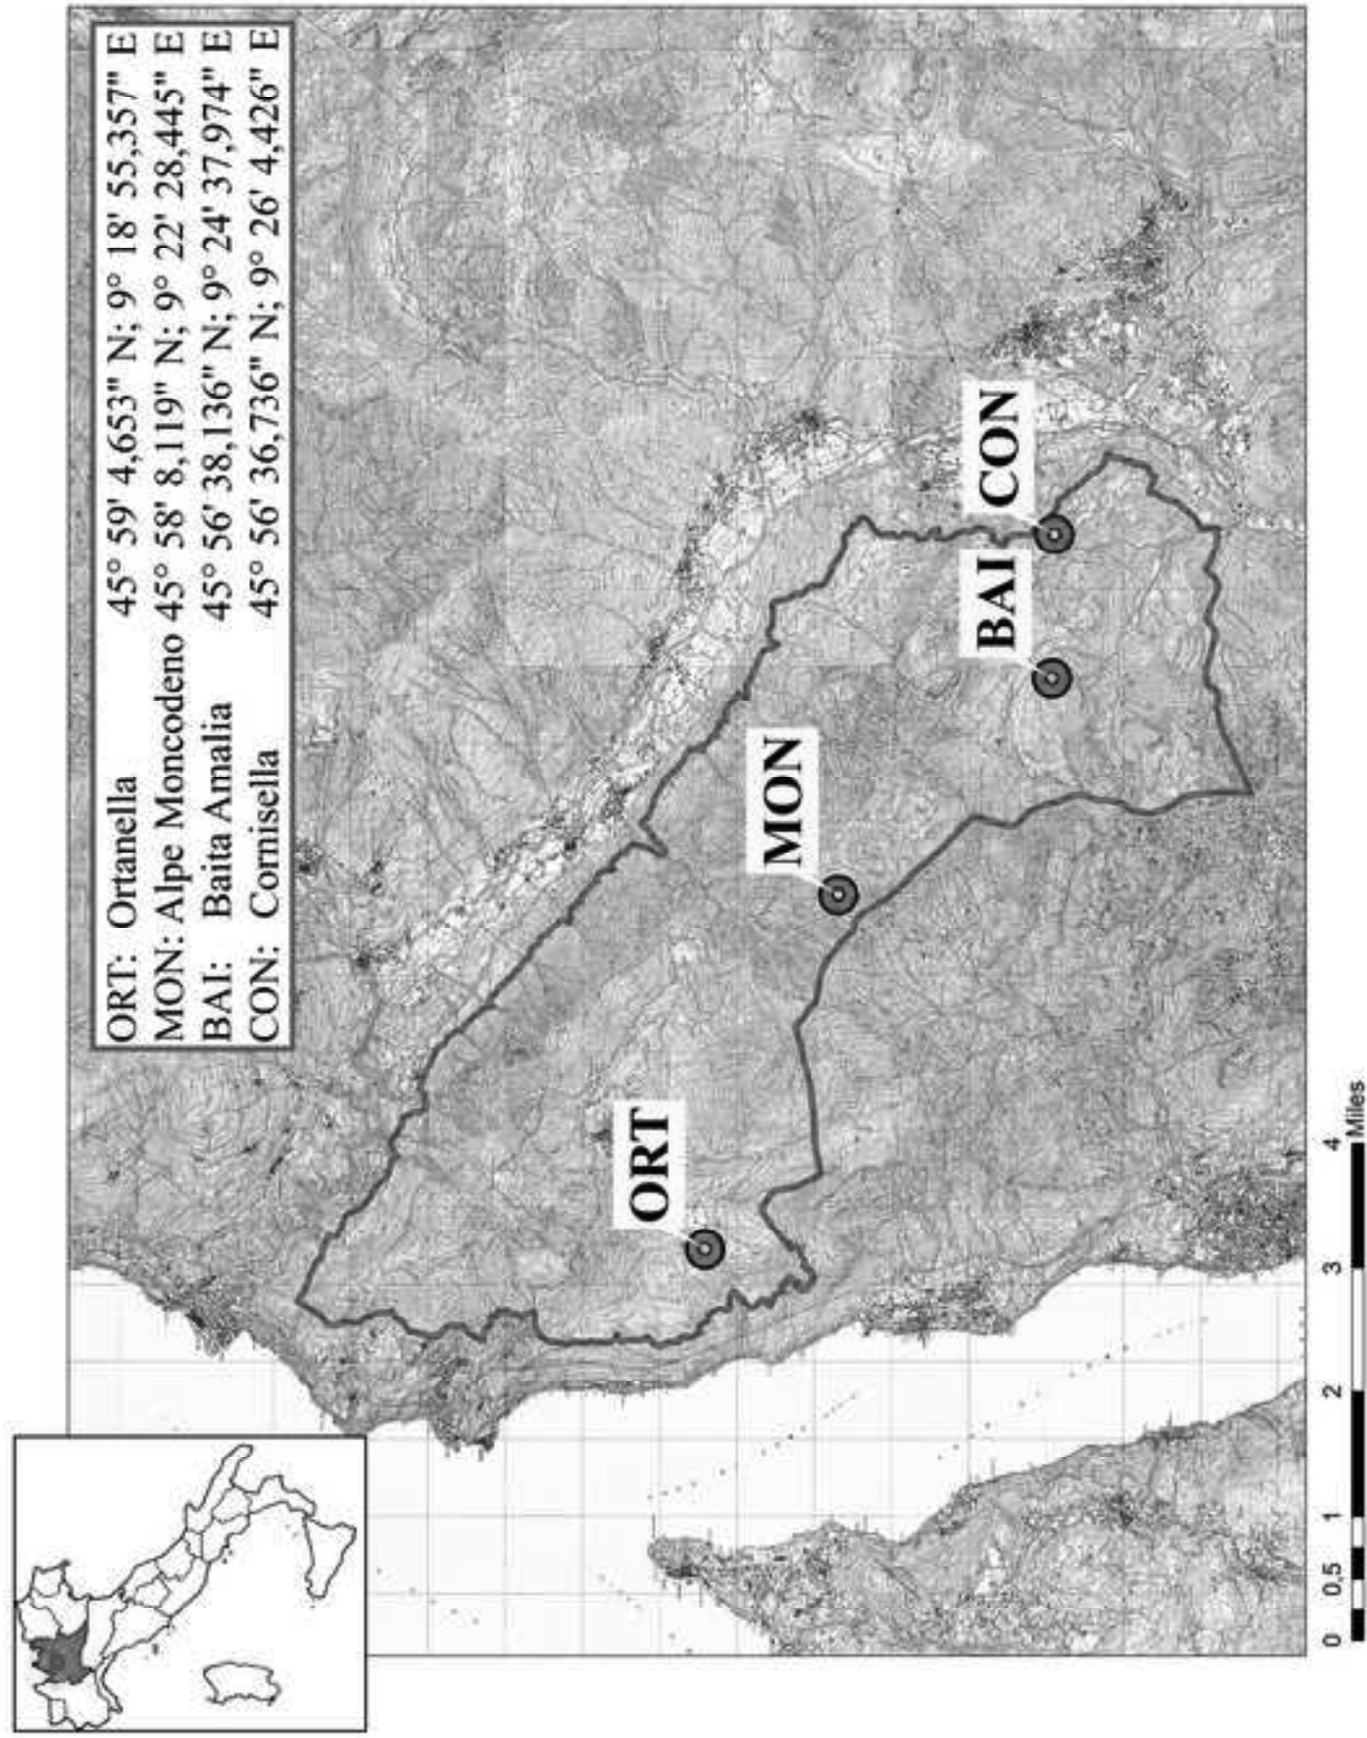 ORT: Ortanella 45° 59' 4,653" N; 9° 18' 55,357" E
MON: Alpe Moncodeno 45° 58' 8,119" N; 9° 22' 28,445" E
BAI: Baita Amalia 45° 56' 38,136" N; 9° 24' 37,974" E
CON: Cornisella 45° 56' 36,736" N; 9° 26' 4,426" E
ORT
MON
BAI
CON
0 0,5 1 2 3 4
Miles